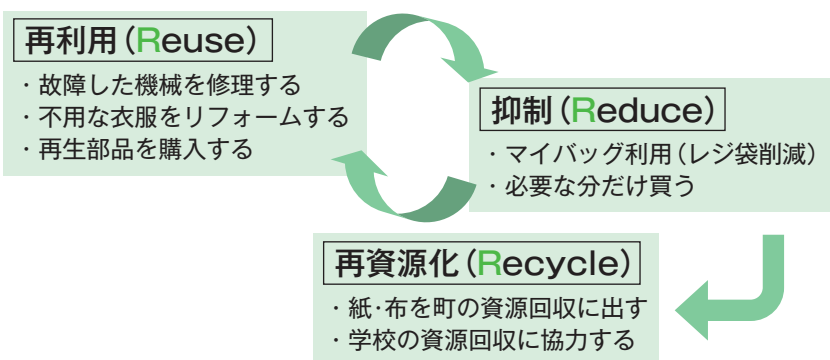 再利用(Reuse)
・故障した機械を修理する
・不用な衣服をリフォームする
・再生部品を購入する
抑制(Reduce)
・マイバッグ利用(レジ袋削減)
・必要な分だけ買う
再資源化(Recycle)
・紙・布を町の資源回収に出す
・学校の資源回収に協力する